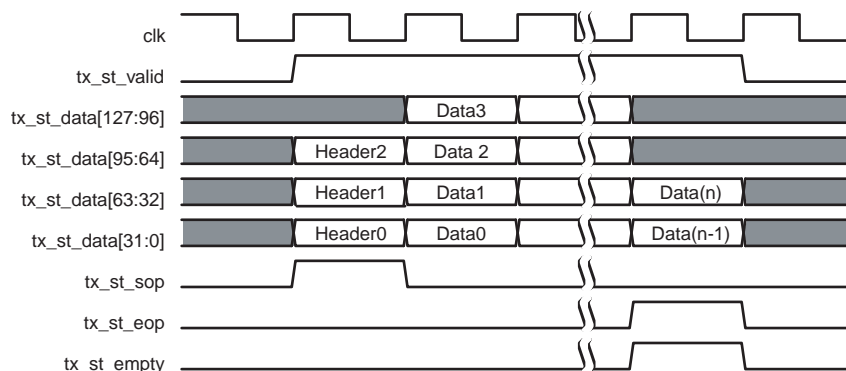 clk
tx_st_valid
tx_st_data[127:96] Data3
tx_st_data[95:64] Header2 Data 2
tx_st_data[63:32] Header1 Data1 Data(n)
tx_st_data[31:0] Header0 Data0 Data(n-1)
tx_st_sop
tx_st_eop
tx_st_empty